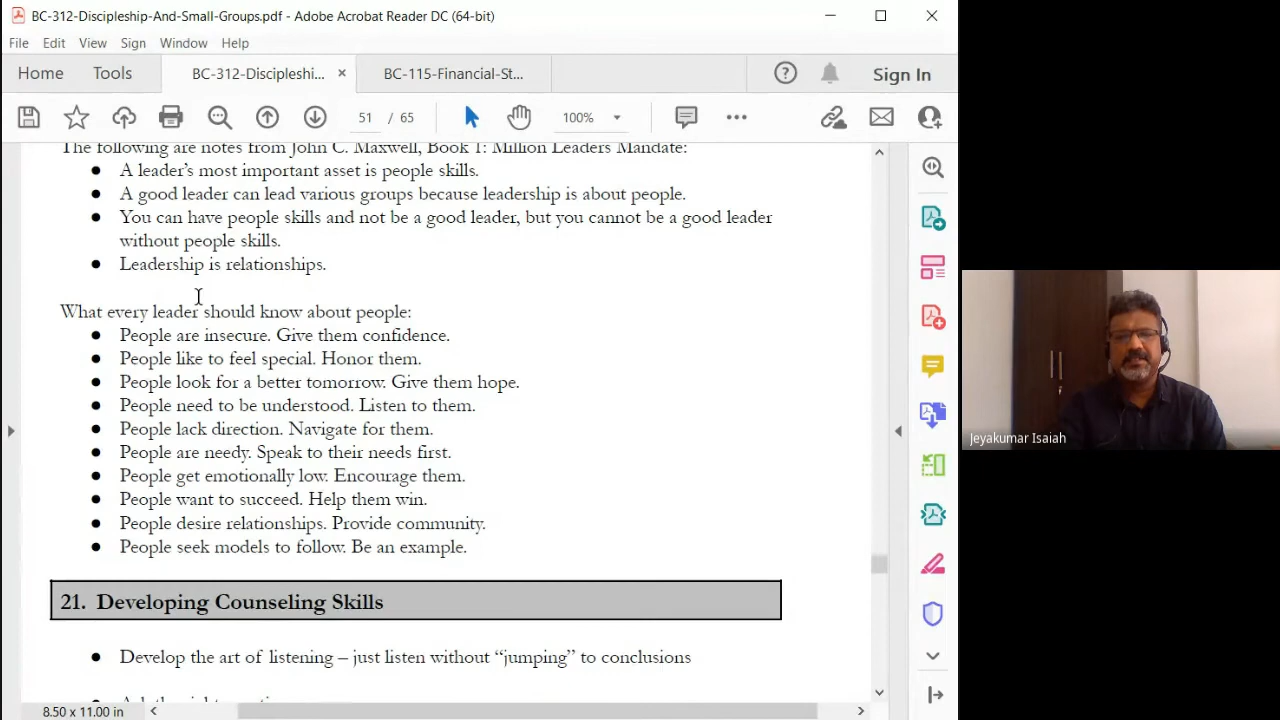 BC-312-Discipleship-And-Small-Groups.pdf - Adobe Acrobat Reader DC (64-bit)
File Edit View Sign Window Help
Home Tools BC-312-Discipleshi... × BC-115-Financial-St... Sign In
51 / 65 100%
The following are notes from John C. Maxwell, Book 1: Million Leaders Mandate:
● A leader's most important asset is people skills.
● A good leader can lead various groups because leadership is about people.
● You can have people skills and not be a good leader, but you cannot be a good leader
without people skills.
● Leadership is relationships.
What every leader should know about people:
● People are insecure. Give them confidence.
● People like to feel special. Honor them.
● People look for a better tomorrow. Give them hope.
● People need to be understood. Listen to them.
● People lack direction. Navigate for them.
● People are needy. Speak to their needs first.
● People get emotionally low. Encourage them.
● People want to succeed. Help them win.
● People desire relationships. Provide community.
● People seek models to follow. Be an example.
21. Developing Counseling Skills
● Develop the art of listening – just listen without “jumping” to conclusions
8.50 x 11.00 in
Jeyakumar Isaiah